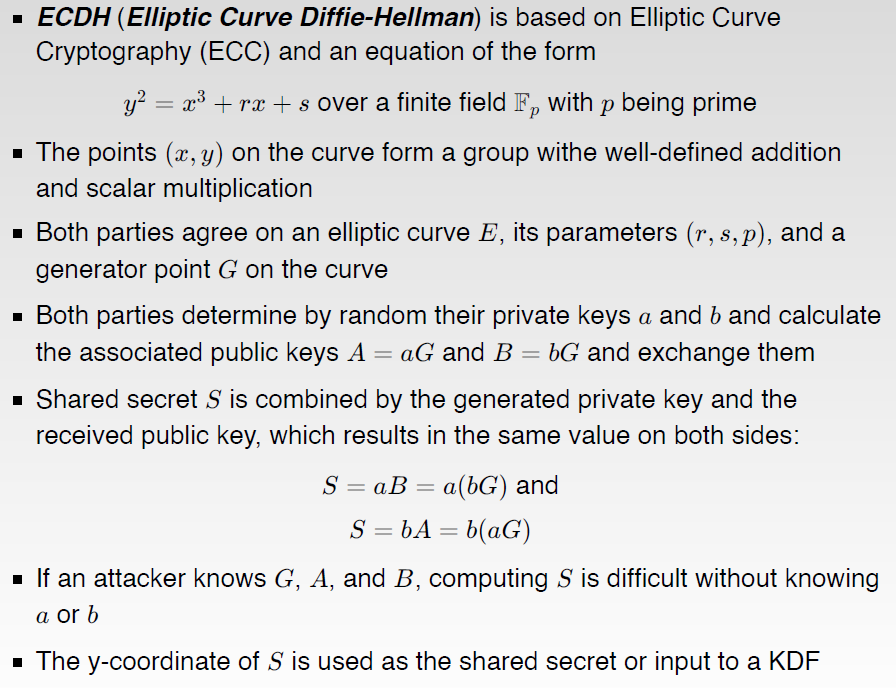 ▪ ECDH (Elliptic Curve Diffie-Hellman) is based on Elliptic Curve
Cryptography (ECC) and an equation of the form
y² = x³ + rx + s over a finite field 𝔽ₚ with p being prime
▪ The points (x, y) on the curve form a group withe well-defined addition
and scalar multiplication
▪ Both parties agree on an elliptic curve E, its parameters (r, s, p), and a
generator point G on the curve
▪ Both parties determine by random their private keys a and b and calculate
the associated public keys A = aG and B = bG and exchange them
▪ Shared secret S is combined by the generated private key and the
received public key, which results in the same value on both sides:
S = aB = a(bG) and
S = bA = b(aG)
▪ If an attacker knows G, A, and B, computing S is difficult without knowing
a or b
▪ The y-coordinate of S is used as the shared secret or input to a KDF